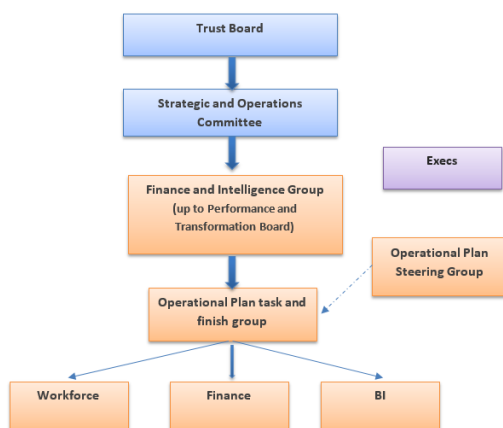 Trust Board
Strategic and Operations
Committee
Execs
Finance and Intelligence Group
(up to Performance and
Transformation Board)
Operational Plan
Steering Group
Operational Plan task and
finish group
Workforce
Finance
BI